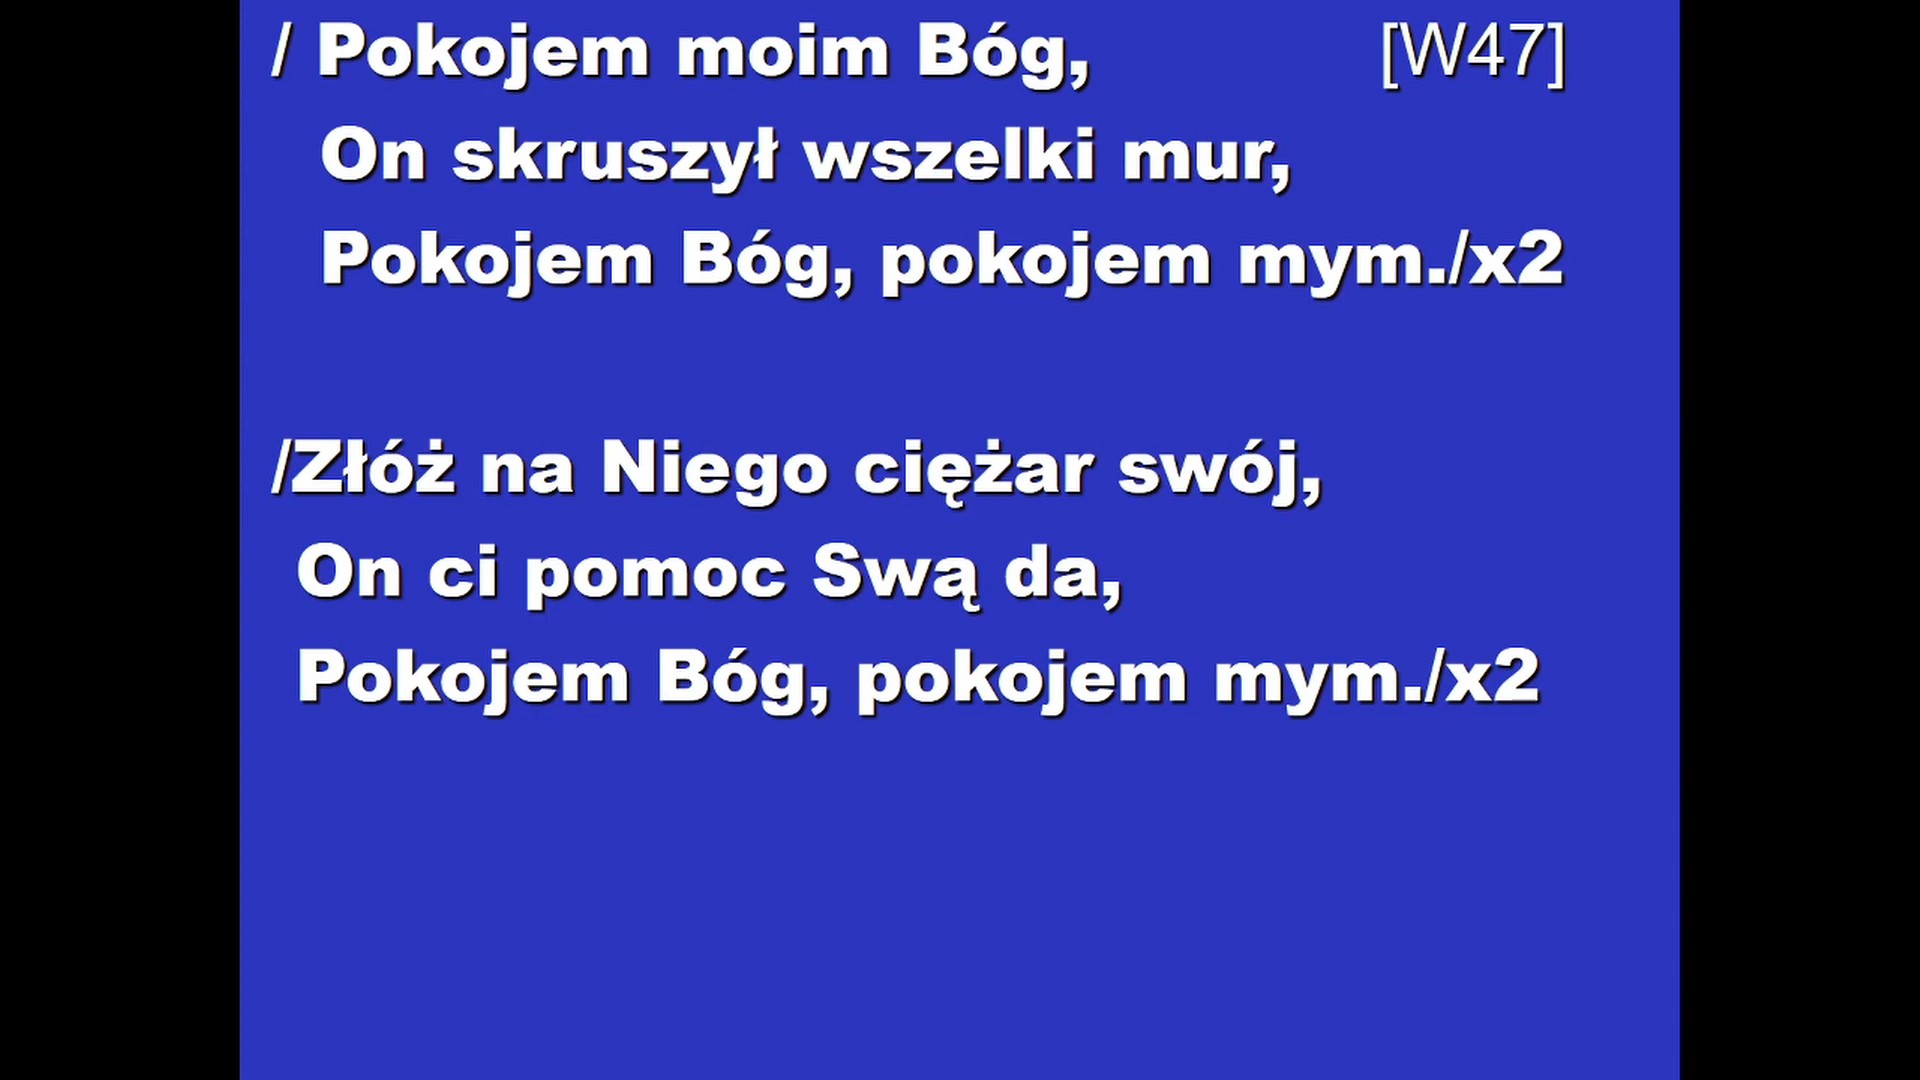 / Pokojem moim Bóg, [W47]
On skruszył wszelki mur,
Pokojem Bóg, pokojem mym./x2
/Złóż na Niego ciężar swój,
On ci pomoc Swą da,
Pokojem Bóg, pokojem mym./x2